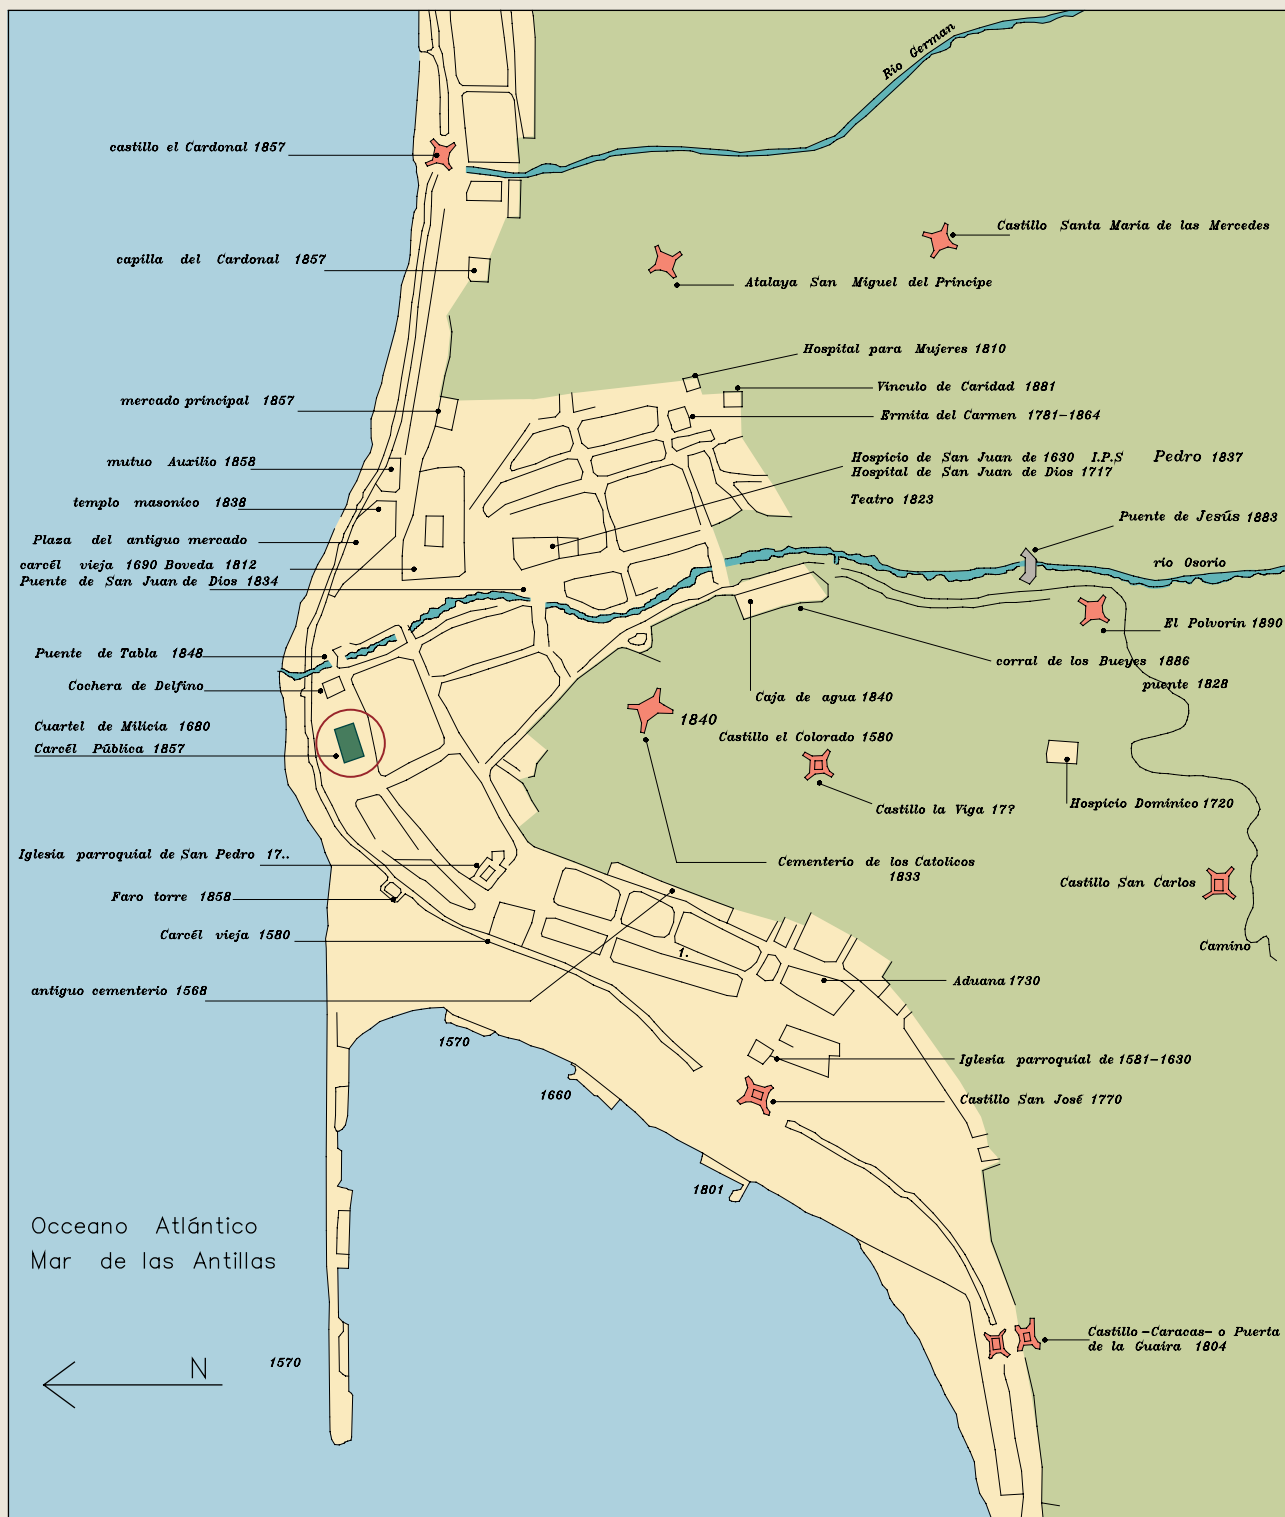 Rio German
castillo el Cardonal 1857
Castillo Santa Maria de las Mercedes
capilla del Cardonal 1857
Atalaya San Miguel del Principe
Hospital para Mujeres 1810
Vinculo de Caridad 1881
mercado principal 1857
Ermita del Carmen 1781-1864
mutuo Auxilio 1858
Hospicio de San Juan de 1630 I.P.S Pedro 1837
Hospital de San Juan de Dios 1717
templo masonico 1838
Teatro 1823
Puente de Jesús 1883
Plaza del antiguo mercado
carcél vieja 1690 Boveda 1812
rio Osorio
Puente de San Juan de Dios 1834
El Polvorin 1890
Puente de Tabla 1848
corral de los Bueyes 1886
Cochera de Delfino
puente 1828
Caja de agua 1840
1840
Cuartel de Milicia 1680
Castillo el Colorado 1580
Carcél Pública 1857
Castillo la Viga 17?
Hospicio Dominico 1720
Iglesia parroquial de San Pedro 17..
Cementerio de los Catolicos
1833
Castillo San Carlos
Faro torre 1858
Carcél vieja 1580
Camino
1.
antiguo cementerio 1568
Aduana 1730
1570
Iglesia parroquial de 1581-1630
1660
Castillo San José 1770
1801
Occeano Atlántico
Mar de las Antillas
Castillo -Caracas- o Puerta
de la Guaira 1804
N
1570